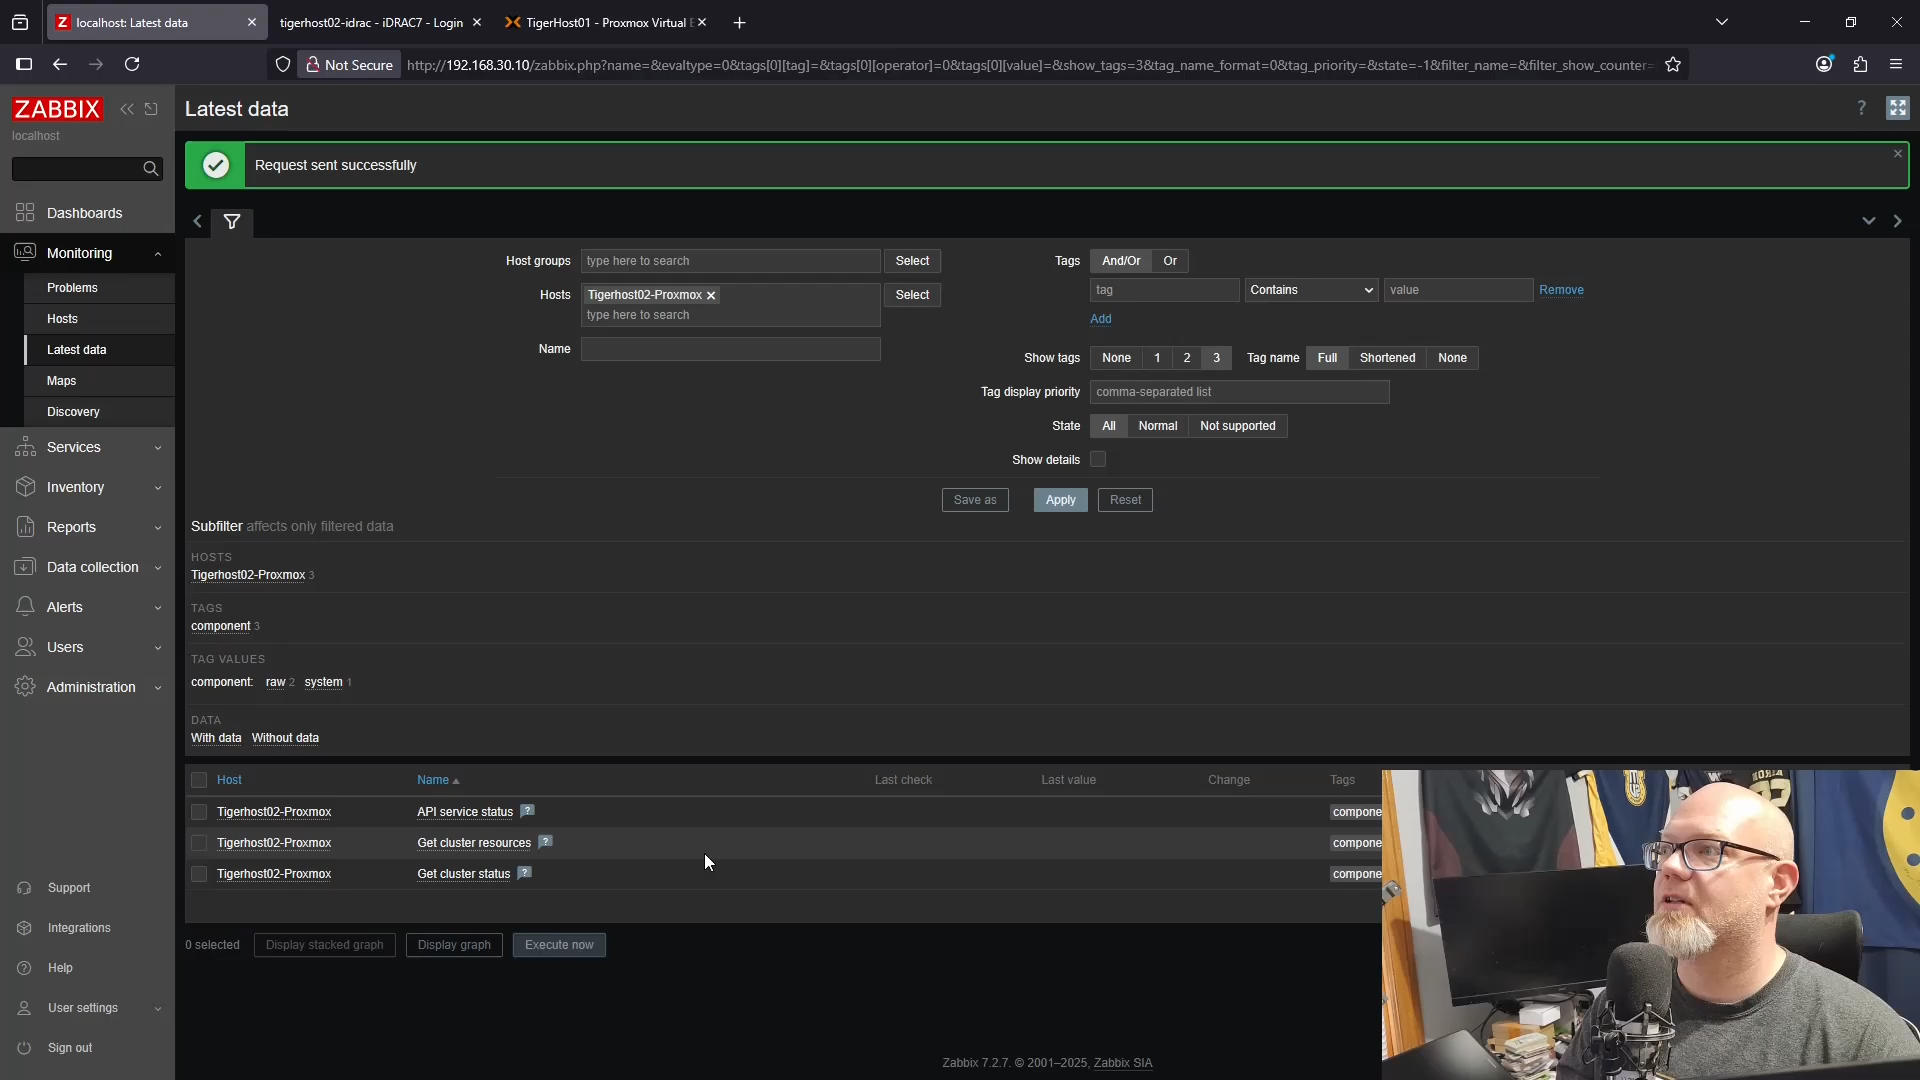 localhost: Latest data
tigerhost02-idrac - iDRAC7 - Login
TigerHost01 - Proxmox Virtual E
Not Secure
http://192.168.30.10/zabbix.php?name=&evaltype=0&tags[0][tag]=&tags[0][operator]=0&tags[0][value]=&show_tags=3&tag_name_format=0&tag_priority=&state=-1&filter_name=&filter_show_counter=
ZABBIX
localhost
Dashboards
Monitoring
Problems
Hosts
Latest data
Maps
Discovery
Services
Inventory
Reports
Data collection
Alerts
Users
Administration
Support
Integrations
Help
User settings
Sign out
Latest data
?
Request sent successfully
Host groups type here to search Select
Hosts Tigerhost02-Proxmox Select
type here to search
Name
Tags And/Or Or
tag Contains value Remove
Add
Show tags None 1 2 3 Tag name Full Shortened None
Tag display priority comma-separated list
State All Normal Not supported
Show details
Save as Apply Reset
Subfilter affects only filtered data
HOSTS
Tigerhost02-Proxmox 3
TAGS
component 3
TAG VALUES
component: raw 2 system 1
DATA
With data Without data
Host Name Last check Last value Change Tags
Tigerhost02-Proxmox API service status ? compone
Tigerhost02-Proxmox Get cluster resources ? compone
Tigerhost02-Proxmox Get cluster status ? compone
0 selected Display stacked graph Display graph Execute now
Zabbix 7.2.7. © 2001–2025, Zabbix SIA